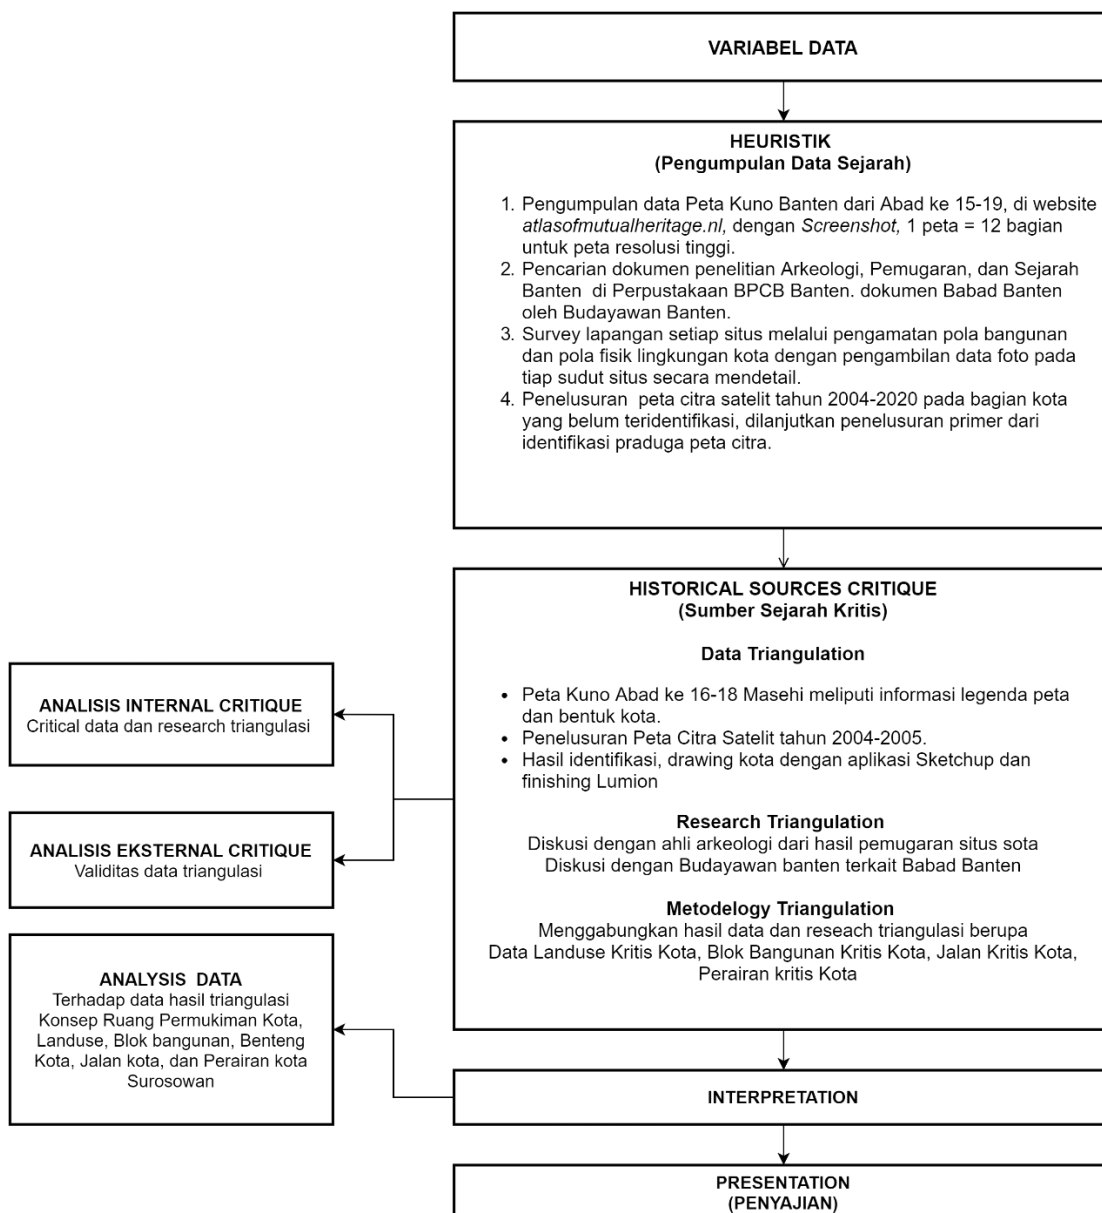 VARIABEL DATA
HEURISTIK
(Pengumpulan Data Sejarah)
1. Pengumpulan data Peta Kuno Banten dari Abad ke 15-19, di website
atlasofmutualheritage.nl, dengan Screenshot, 1 peta = 12 bagian
untuk peta resolusi tinggi.
2. Pencarian dokumen penelitian Arkeologi, Pemugaran, dan Sejarah
Banten di Perpustakaan BPCB Banten. dokumen Babad Banten
oleh Budayawan Banten.
3. Survey lapangan setiap situs melalui pengamatan pola bangunan
dan pola fisik lingkungan kota dengan pengambilan data foto pada
tiap sudut situs secara mendetail.
4. Penelusuran peta citra satelit tahun 2004-2020 pada bagian kota
yang belum teridentifikasi, dilanjutkan penelusuran primer dari
identifikasi praduga peta citra.
HISTORICAL SOURCES CRITIQUE
(Sumber Sejarah Kritis)
Data Triangulation
• Peta Kuno Abad ke 16-18 Masehi meliputi informasi legenda peta
dan bentuk kota.
• Penelusuran Peta Citra Satelit tahun 2004-2005.
• Hasil identifikasi, drawing kota dengan aplikasi Sketchup dan
finishing Lumion
Research Triangulation
Diskusi dengan ahli arkeologi dari hasil pemugaran situs sota
Diskusi dengan Budayawan banten terkait Babad Banten
Metodelogy Triangulation
Menggabungkan hasil data dan reseach triangulasi berupa
Data Landuse Kritis Kota, Blok Bangunan Kritis Kota, Jalan Kritis Kota,
Perairan kritis Kota
ANALISIS INTERNAL CRITIQUE
Critical data dan research triangulasi
ANALISIS EKSTERNAL CRITIQUE
Validitas data triangulasi
ANALYSIS DATA
Terhadap data hasil triangulasi
Konsep Ruang Permukiman Kota,
Landuse, Blok bangunan, Benteng
Kota, Jalan kota, dan Perairan kota
Surosowan
INTERPRETATION
PRESENTATION
(PENYAJIAN)